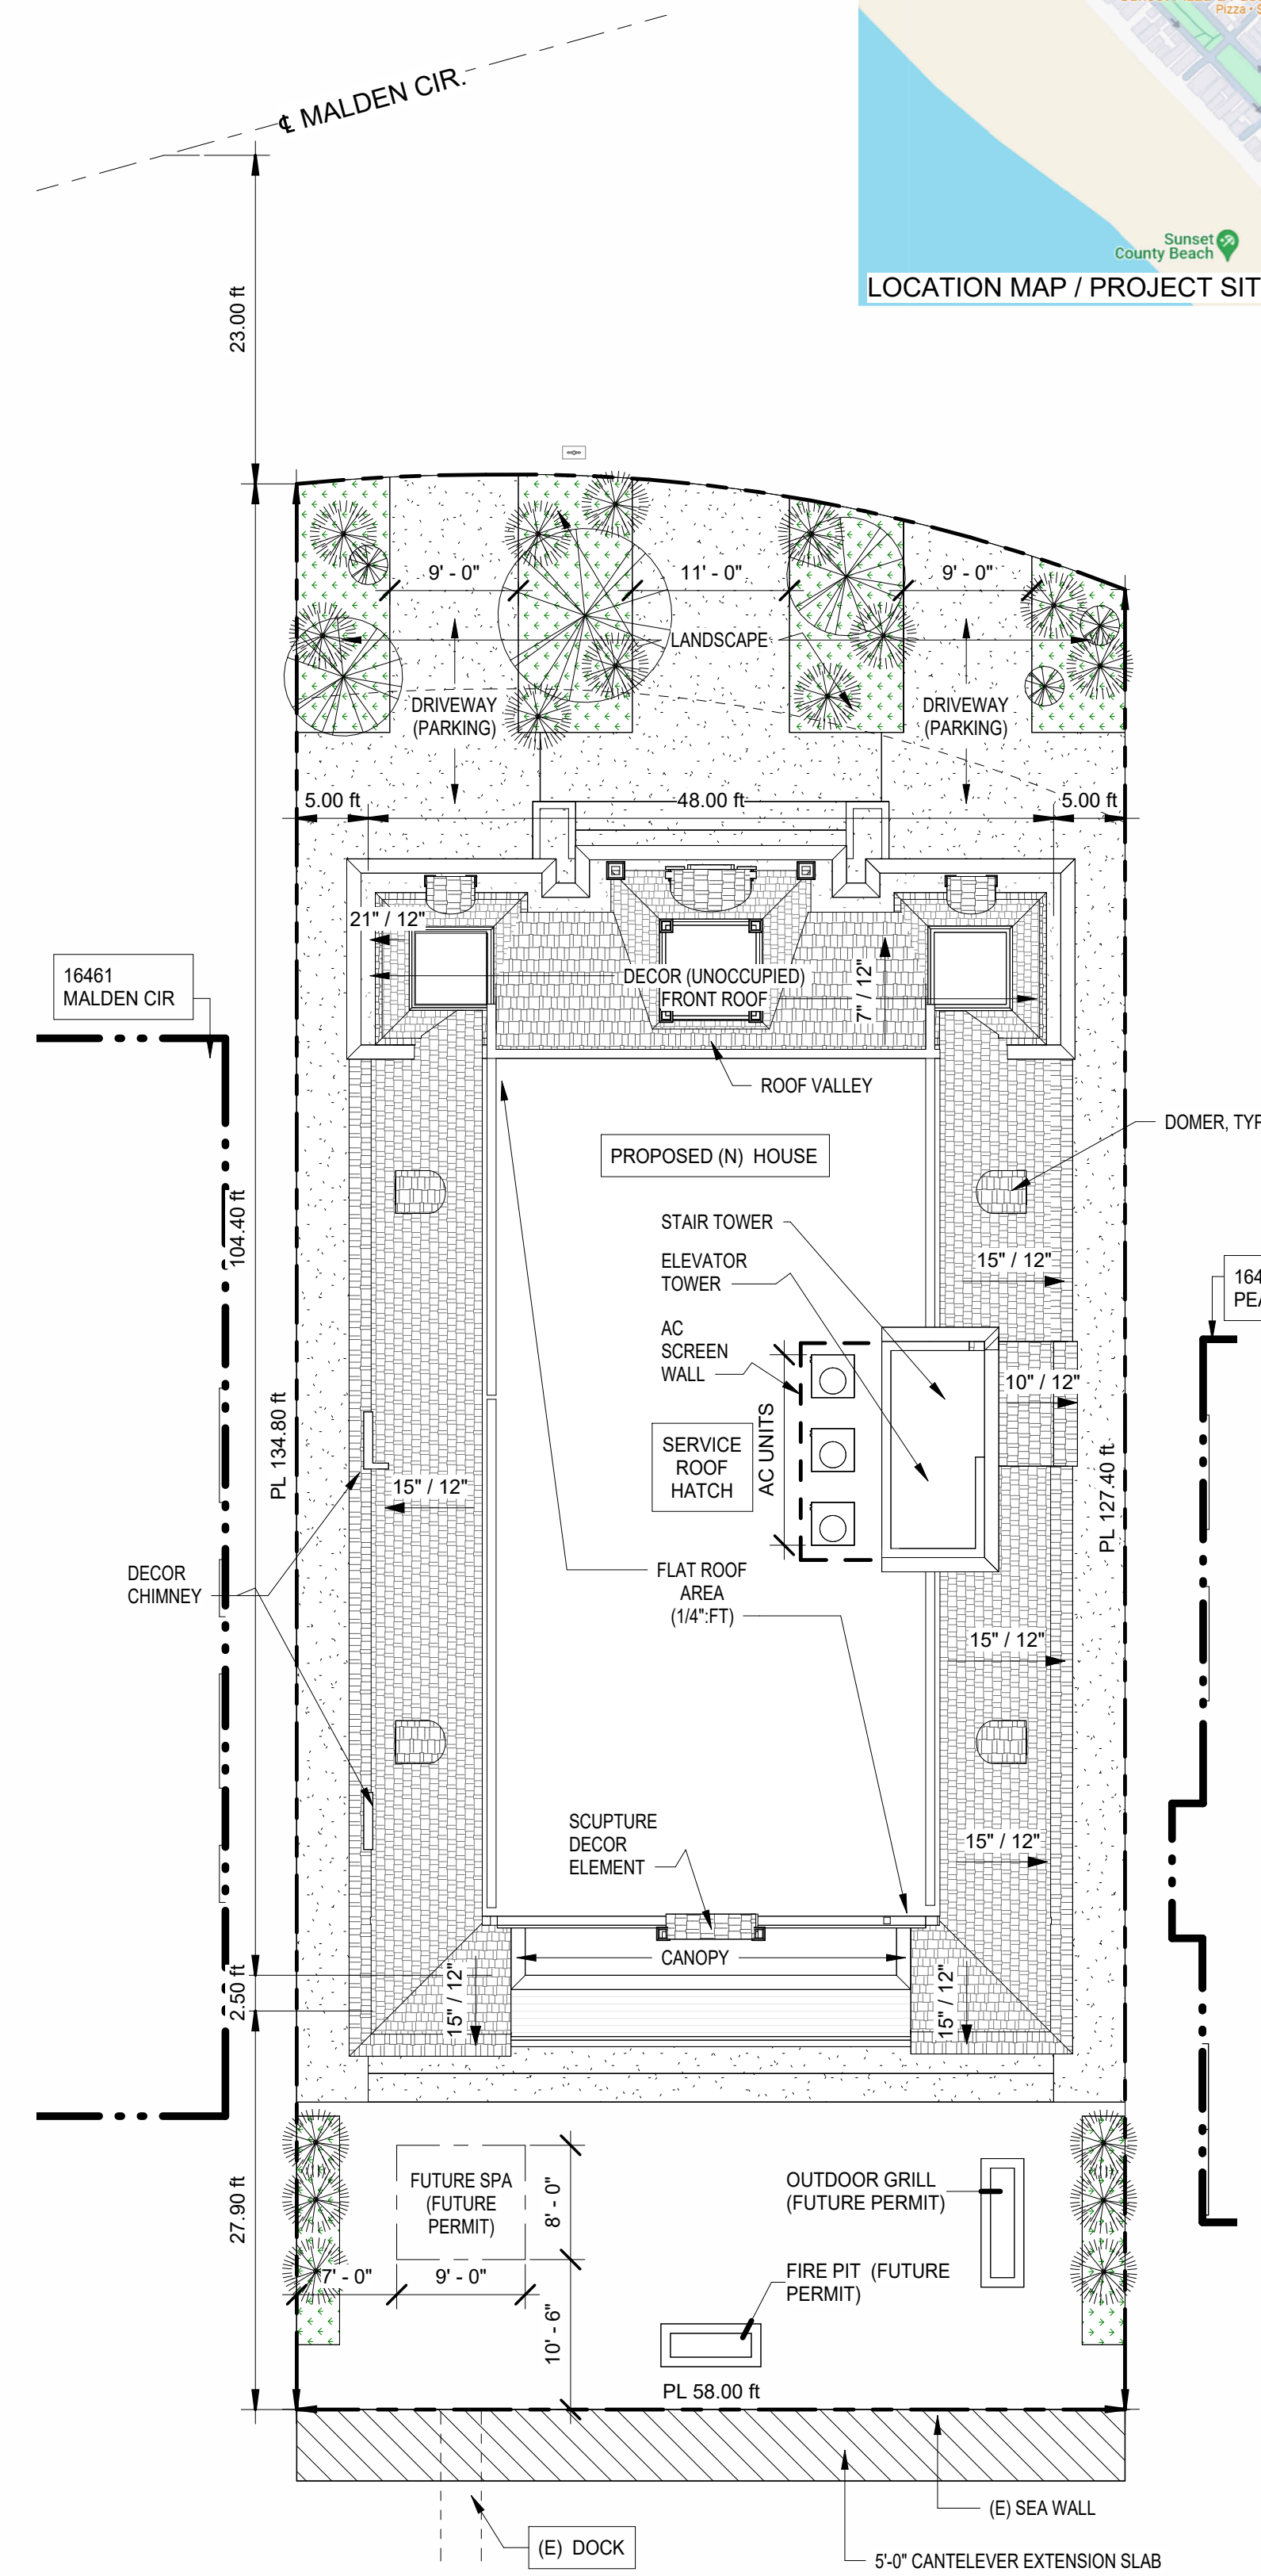 Pizza • S
Sunset
County Beach
LOCATION MAP / PROJECT SIT
℄ MALDEN CIR.
23.00 ft
9' - 0"
11' - 0"
9' - 0"
LANDSCAPE
DRIVEWAY
(PARKING)
DRIVEWAY
(PARKING)
5.00 ft
48.00 ft
5.00 ft
21" / 12"
16461
MALDEN CIR
DECOR (UNOCCUPIED)
FRONT ROOF
7" / 12"
ROOF VALLEY
DOMER, TYP
PROPOSED (N) HOUSE
104.40 ft
STAIR TOWER
ELEVATOR
TOWER
15" / 12"
164
PEA
AC
SCREEN
WALL
10" / 12"
PL 134.80 ft
AC UNITS
SERVICE
ROOF
HATCH
PL 127.40 ft
15" / 12"
DECOR
CHIMNEY
FLAT ROOF
AREA
(1/4":FT)
15" / 12"
SCUPTURE
DECOR
ELEMENT
15" / 12"
CANOPY
2.50 ft
15" / 12"
15" / 12"
27.90 ft
FUTURE SPA
(FUTURE
PERMIT)
8' - 0"
OUTDOOR GRILL
(FUTURE PERMIT)
7' - 0"
9' - 0"
10' - 6"
FIRE PIT (FUTURE
PERMIT)
PL 58.00 ft
(E) SEA WALL
(E) DOCK
5'-0" CANTELEVER EXTENSION SLAB